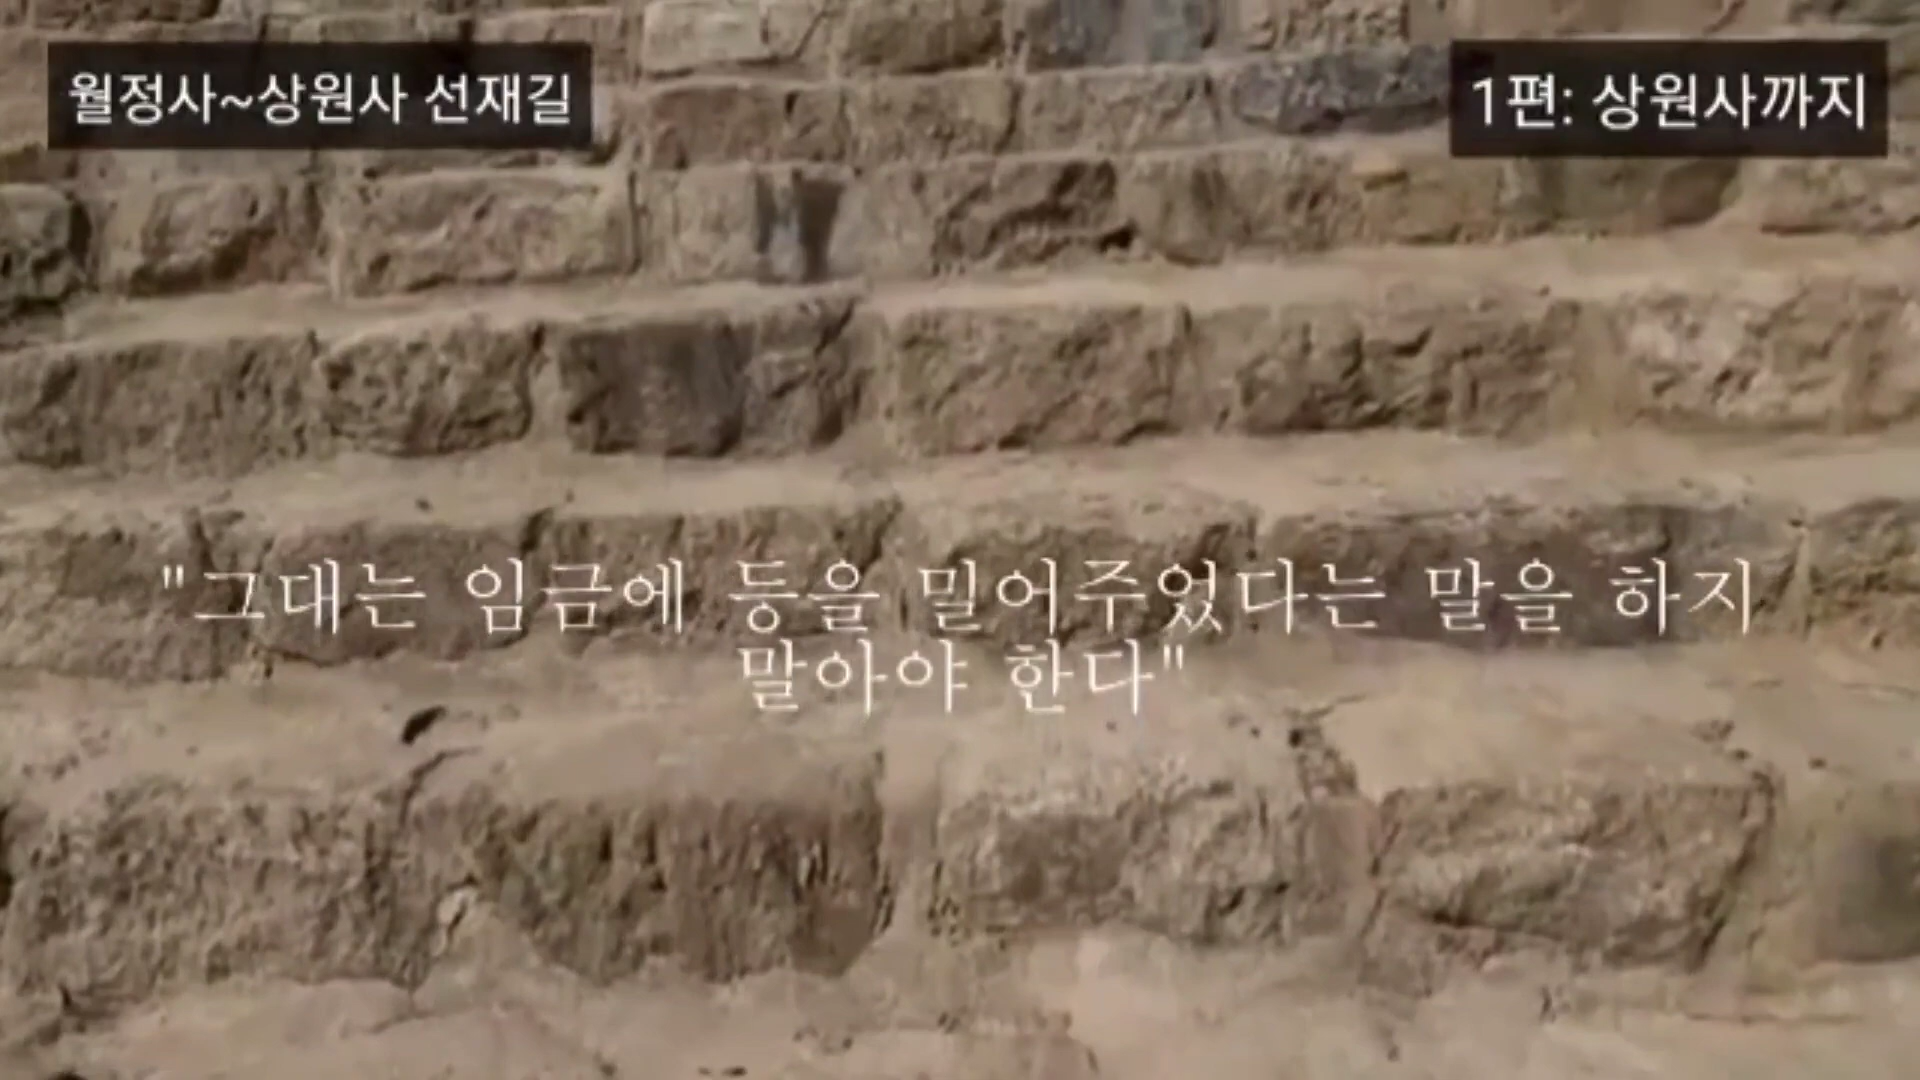 월정사~상원사 선재길
1편: 상원사까지
"그대는 임금에 등을 밀어주었다는 말을 하지
말아야 한다"